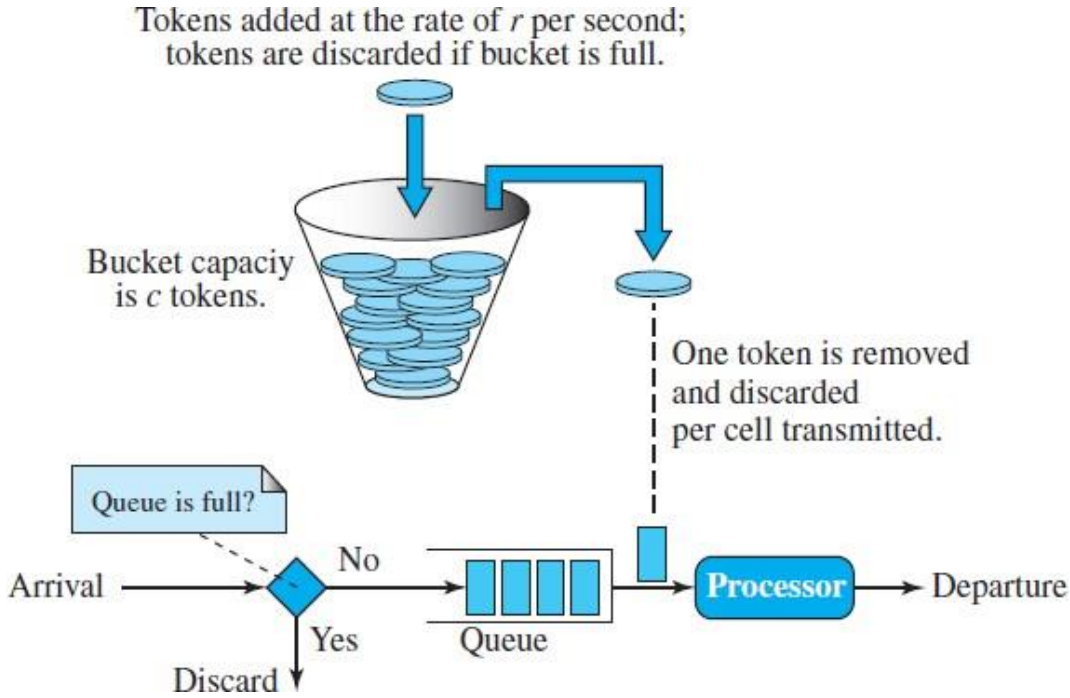 Tokens added at the rate of r per second;
tokens are discarded if bucket is full.
Bucket capaciy
is c tokens.
One token is removed
and discarded
per cell transmitted.
Queue is full?
Arrival
No
Processor
Departure
Yes
Queue
Discard